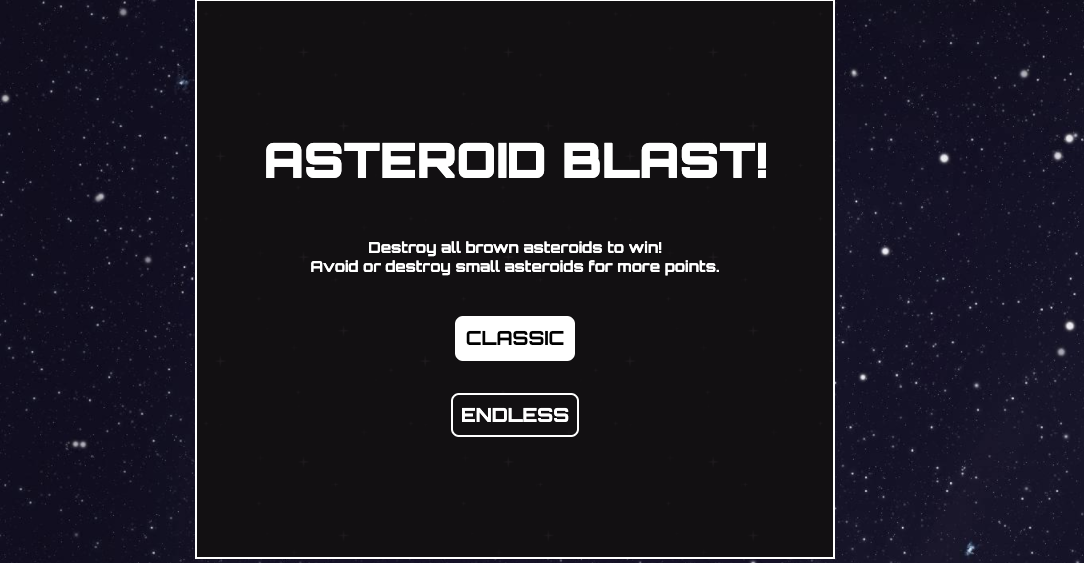 ASTEROID BLAST!
Destroy all brown asteroids to win!
Avoid or destroy small asteroids for more points.
CLASSIC
ENDLESS